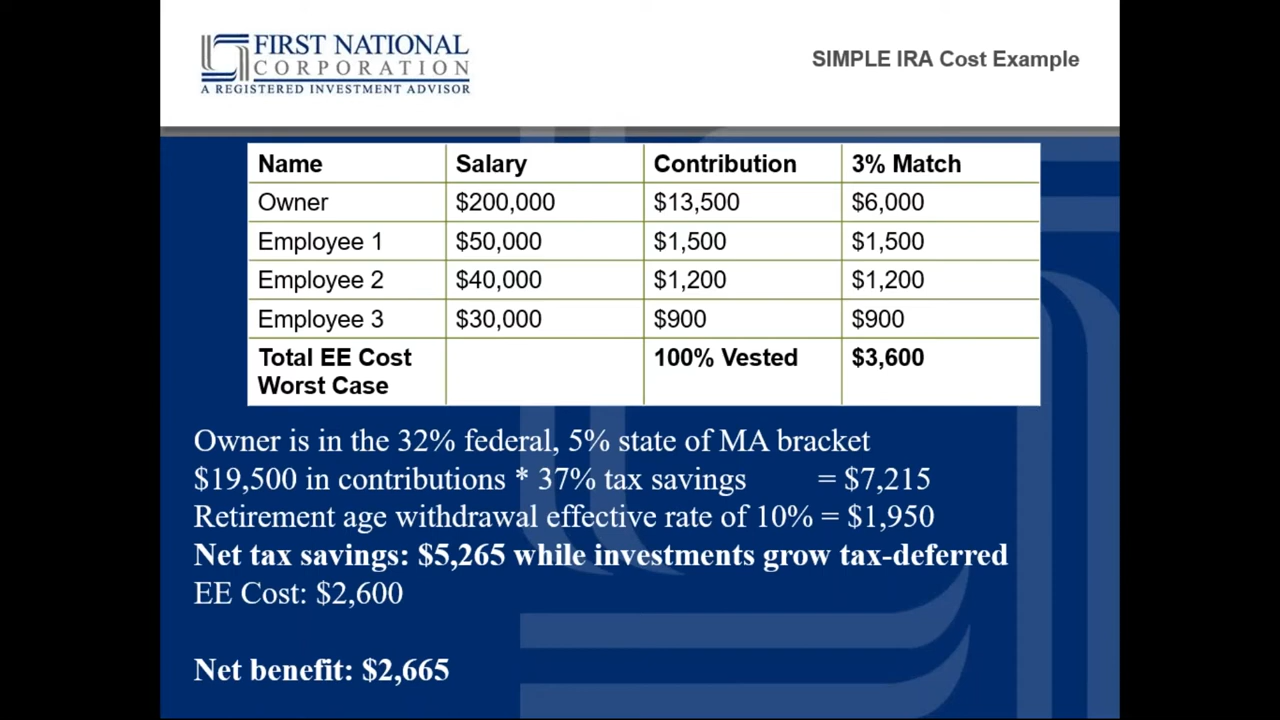 FIRST NATIONAL
CORPORATION
A REGISTERED INVESTMENT ADVISOR
SIMPLE IRA Cost Example
Name Salary Contribution 3% Match
Owner $200,000 $13,500 $6,000
Employee 1 $50,000 $1,500 $1,500
Employee 2 $40,000 $1,200 $1,200
Employee 3 $30,000 $900 $900
Total EE Cost 100% Vested $3,600
Worst Case
Owner is in the 32% federal, 5% state of MA bracket
$19,500 in contributions * 37% tax savings = $7,215
Retirement age withdrawal effective rate of 10% = $1,950
Net tax savings: $5,265 while investments grow tax-deferred
EE Cost: $2,600
Net benefit: $2,665